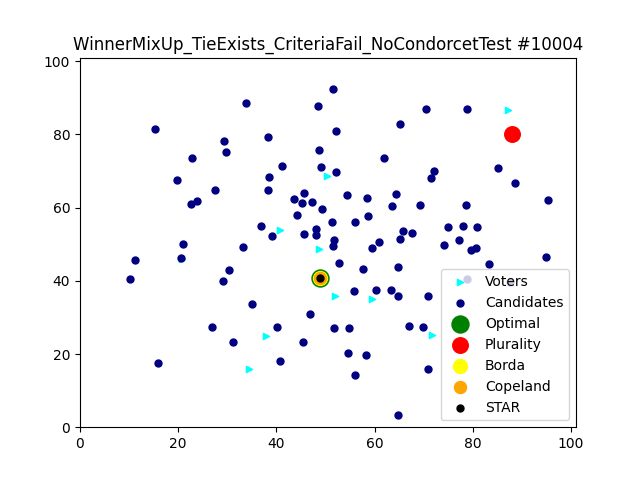 WinnerMixUp_TieExists_CriteriaFail_NoCondorcetTest #10004
100
80
60
40
20
0
0 20 40 60 80 100
Voters
Candidates
Optimal
Plurality
Borda
Copeland
STAR